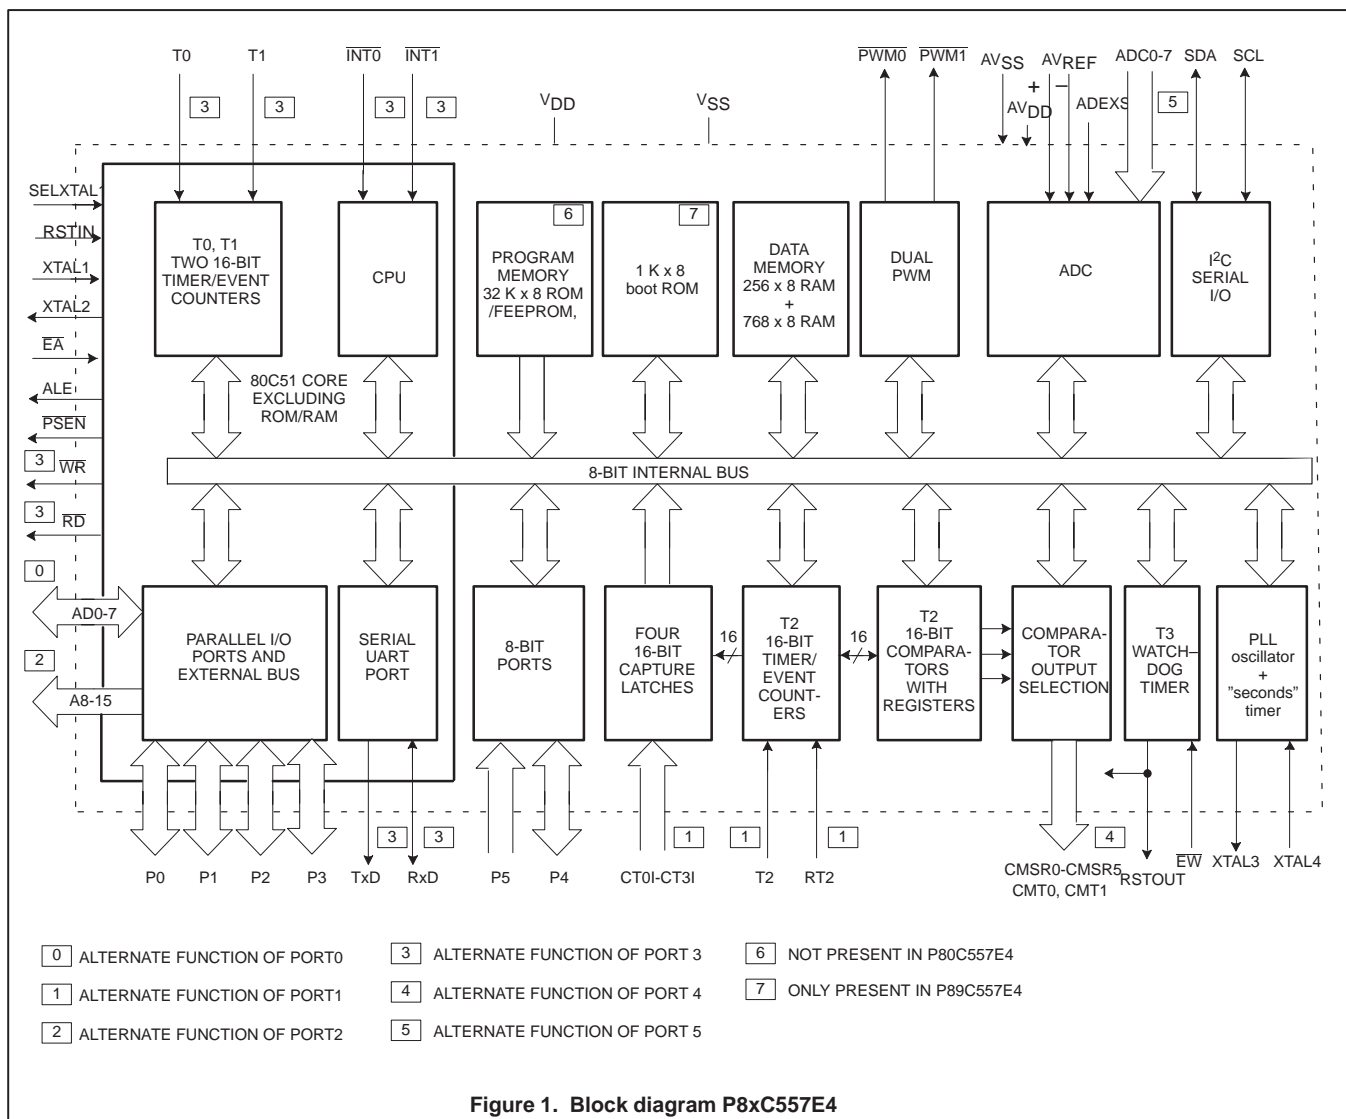 T0 T1 INT0 INT1 PWM0 PWM1 AVSS AVREF ADC0-7 SDA SCL
3 3 3 3 VDD VSS + − AVDD ADEXS 5
SELXTAL1
RSTIN
XTAL1
XTAL2
EA
ALE
PSEN
3 WR
3 RD
0
AD0-7
2
A8-15
T0, T1
TWO 16-BIT
TIMER/EVENT
COUNTERS
CPU
80C51 CORE
EXCLUDING
ROM/RAM
6
PROGRAM
MEMORY
32 K x 8 ROM
/FEEPROM,
7
1 K x 8
boot ROM
DATA
MEMORY
256 x 8 RAM
+
768 x 8 RAM
DUAL
PWM
ADC
I2C
SERIAL
I/O
8-BIT INTERNAL BUS
PARALLEL I/O
PORTS AND
EXTERNAL BUS
SERIAL
UART
PORT
8-BIT
PORTS
FOUR
16-BIT
CAPTURE
LATCHES
16
T2
16-BIT
TIMER/
EVENT
COUNT-
ERS
16
T2
16-BIT
COMPARA-
TORS
WITH
REGISTERS
COMPARA-
TOR
OUTPUT
SELECTION
T3
WATCH–
DOG
TIMER
PLL
oscillator
+
”seconds”
timer
3 3 1 1 1 4
P0 P1 P2 P3 TxD RxD P5 P4 CT0I-CT3I T2 RT2 CMSR0-CMSR5 RSTOUT EW XTAL3 XTAL4
CMT0, CMT1
0 ALTERNATE FUNCTION OF PORT0
1 ALTERNATE FUNCTION OF PORT1
2 ALTERNATE FUNCTION OF PORT2
3 ALTERNATE FUNCTION OF PORT 3
4 ALTERNATE FUNCTION OF PORT 4
5 ALTERNATE FUNCTION OF PORT 5
6 NOT PRESENT IN P80C557E4
7 ONLY PRESENT IN P89C557E4
Figure 1. Block diagram P8xC557E4